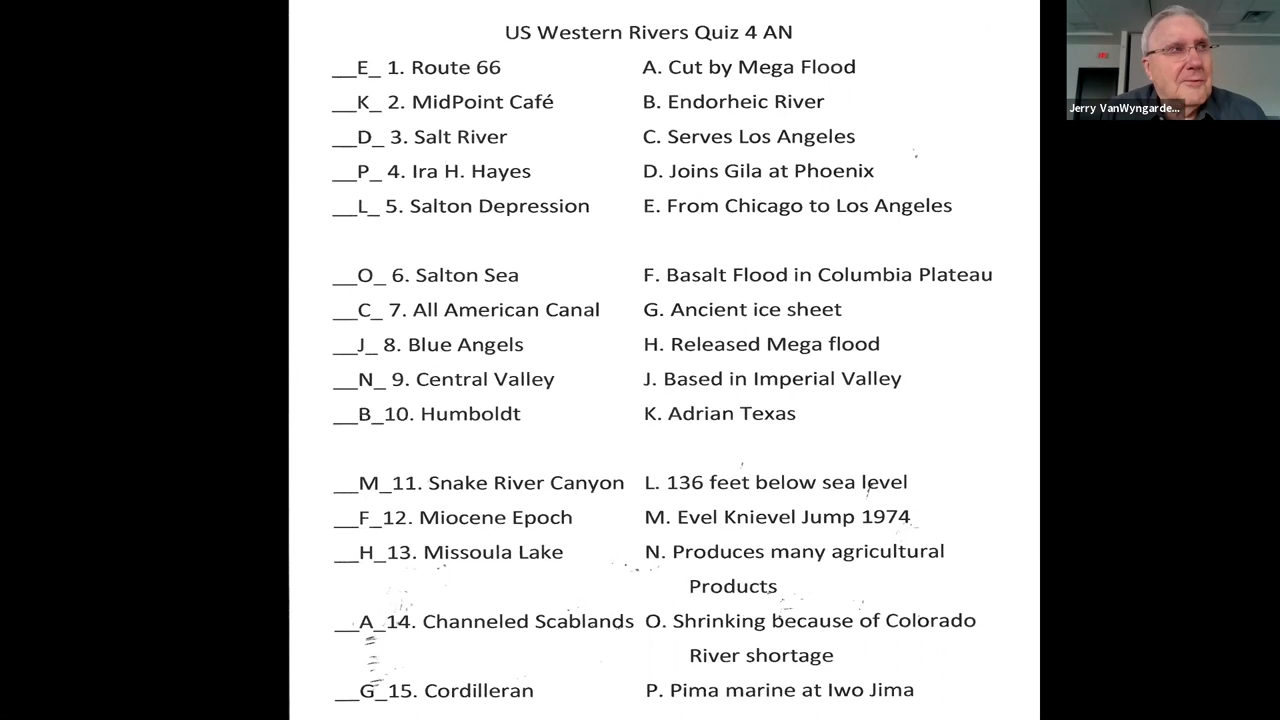 US Western Rivers Quiz 4 AN
__E_ 1. Route 66 A. Cut by Mega Flood
__K_ 2. MidPoint Café B. Endorheic River
__D_ 3. Salt River C. Serves Los Angeles
__P_ 4. Ira H. Hayes D. Joins Gila at Phoenix
__L_ 5. Salton Depression E. From Chicago to Los Angeles
__O_ 6. Salton Sea F. Basalt Flood in Columbia Plateau
__C_ 7. All American Canal G. Ancient ice sheet
__J_ 8. Blue Angels H. Released Mega flood
__N_ 9. Central Valley J. Based in Imperial Valley
__B_10. Humboldt K. Adrian Texas
__M_11. Snake River Canyon L. 136 feet below sea level
__F_12. Miocene Epoch M. Evel Knievel Jump 1974
__H_13. Missoula Lake N. Produces many agricultural
Products
__A_14. Channeled Scablands O. Shrinking because of Colorado
River shortage
__G_15. Cordilleran P. Pima marine at Iwo Jima
Jerry VanWyngarde...